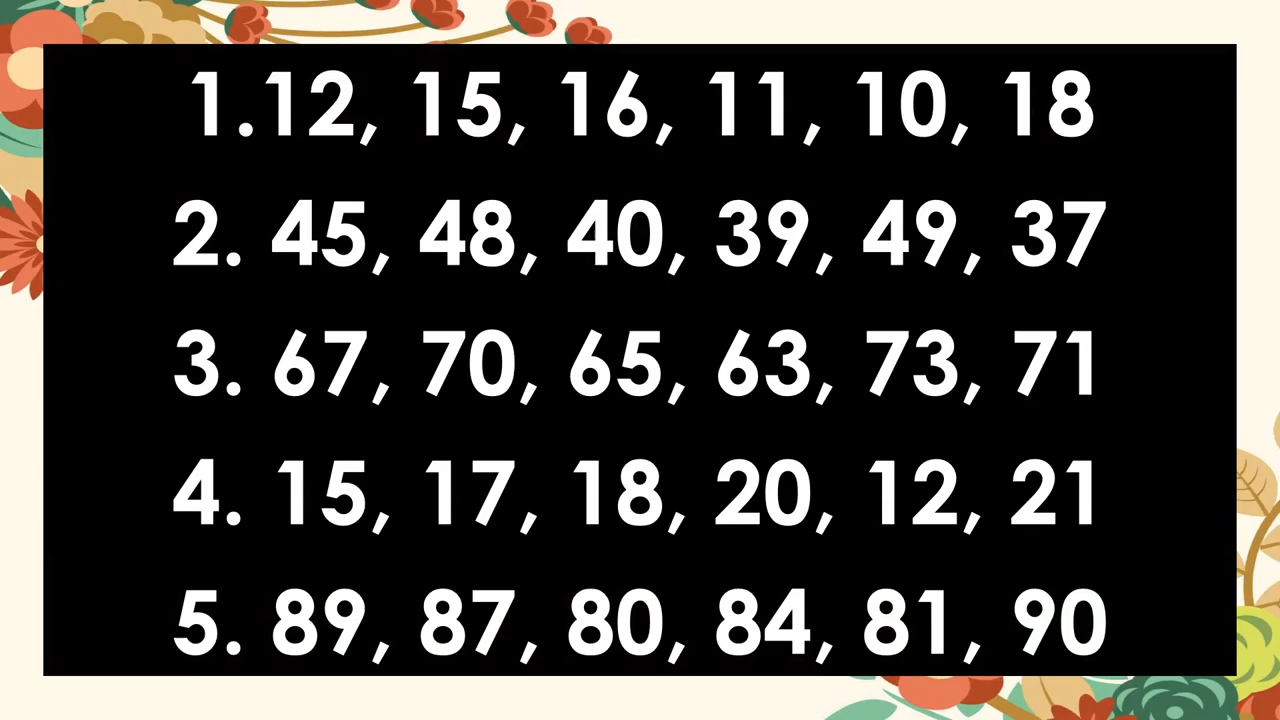 1.12, 15, 16, 11, 10, 18
2. 45, 48, 40, 39, 49, 37
3. 67, 70, 65, 63, 73, 71
4. 15, 17, 18, 20, 12, 21
5. 89, 87, 80, 84, 81, 90